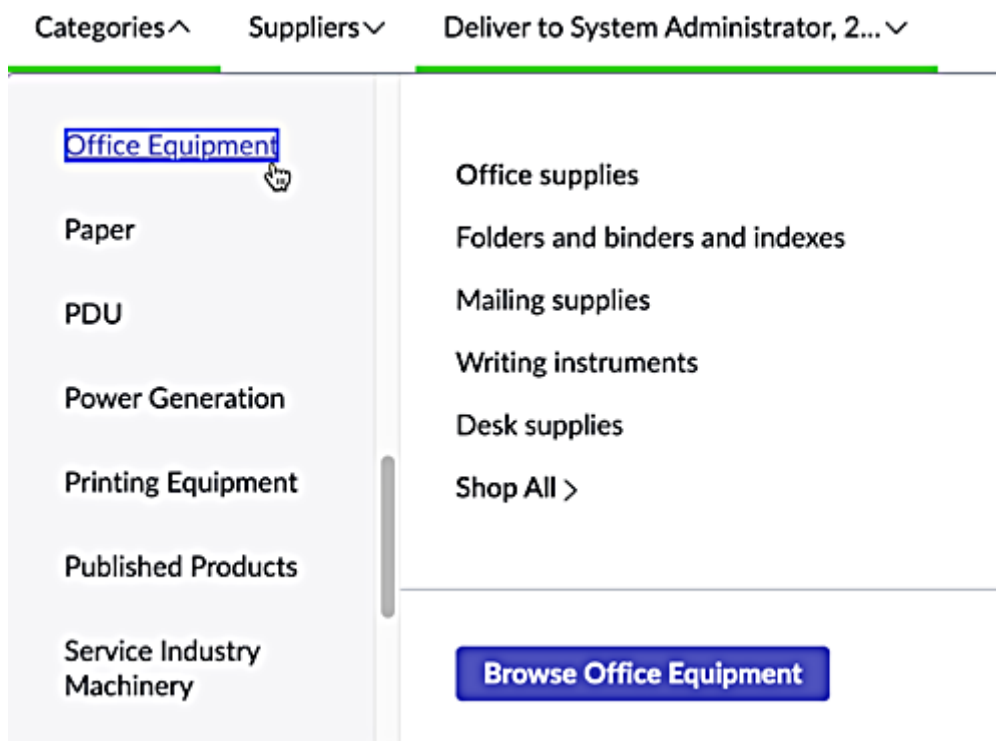 Categories Suppliers Deliver to System Administrator, 2...
Office Equipment
Paper
PDU
Power Generation
Printing Equipment
Published Products
Service Industry
Machinery
Office supplies
Folders and binders and indexes
Mailing supplies
Writing instruments
Desk supplies
Shop All >
Browse Office Equipment